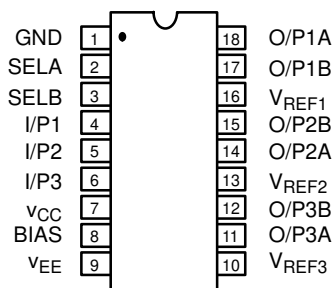 GND 1 18 O/P1A
SELA 2 17 O/P1B
SELB 3 16 VREF1
I/P1 4 15 O/P2B
I/P2 5 14 O/P2A
I/P3 6 13 VREF2
vCC 7 12 O/P3B
BIAS 8 11 O/P3A
vEE 9 10 VREF3